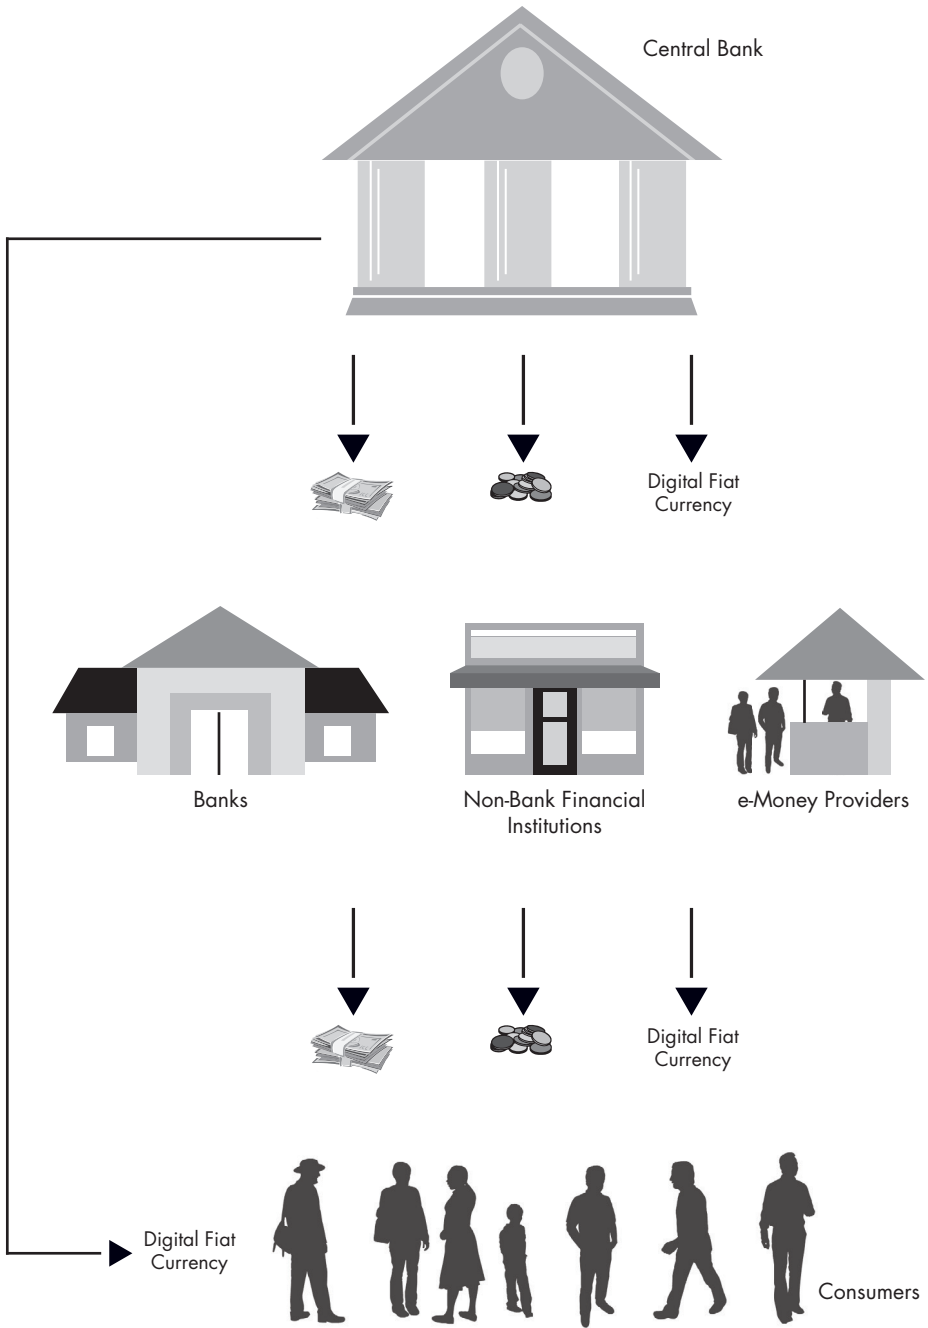 Central Bank
Digital Fiat
Currency
Banks
Non-Bank Financial
Institutions
e-Money Providers
Digital Fiat
Currency
Digital Fiat
Currency
Consumers